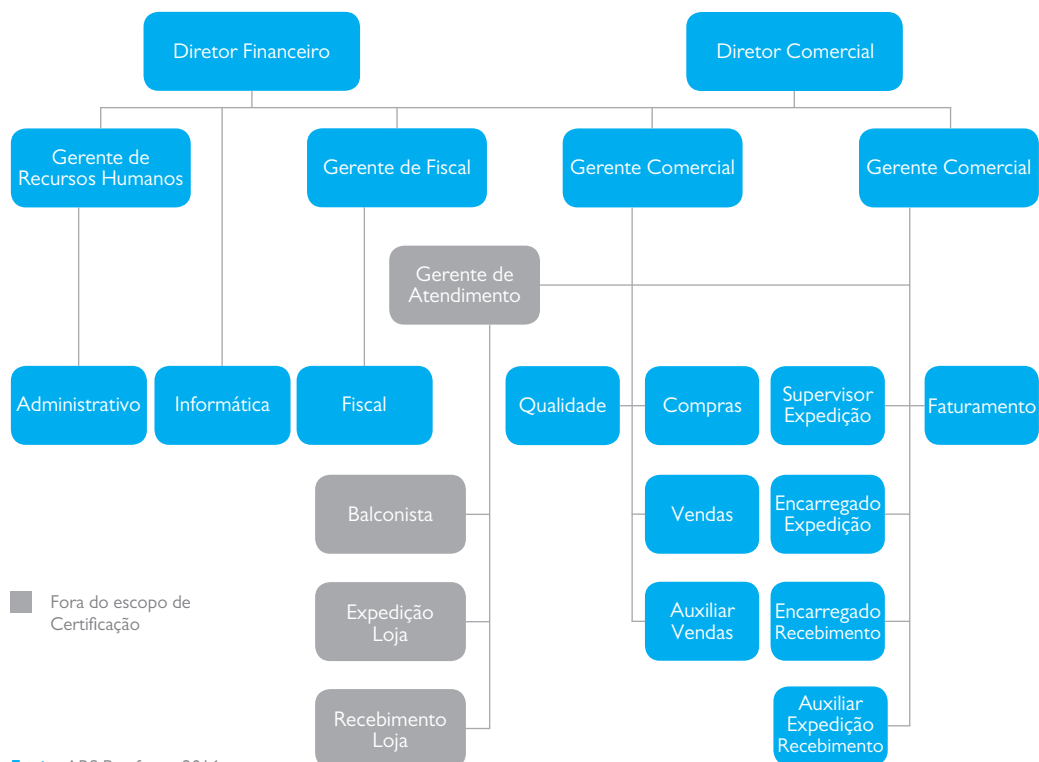 Diretor Financeiro
Diretor Comercial
Gerente de
Recursos Humanos
Gerente de Fiscal
Gerente Comercial
Gerente Comercial
Gerente de
Atendimento
Administrativo
Informática
Fiscal
Qualidade
Compras
Supervisor
Expedição
Faturamento
Balconista
Vendas
Encarregado
Expedição
Fora do escopo de
Certificação
Expedição
Loja
Auxiliar
Vendas
Encarregado
Recebimento
Recebimento
Loja
Auxiliar
Expedição
Recebimento